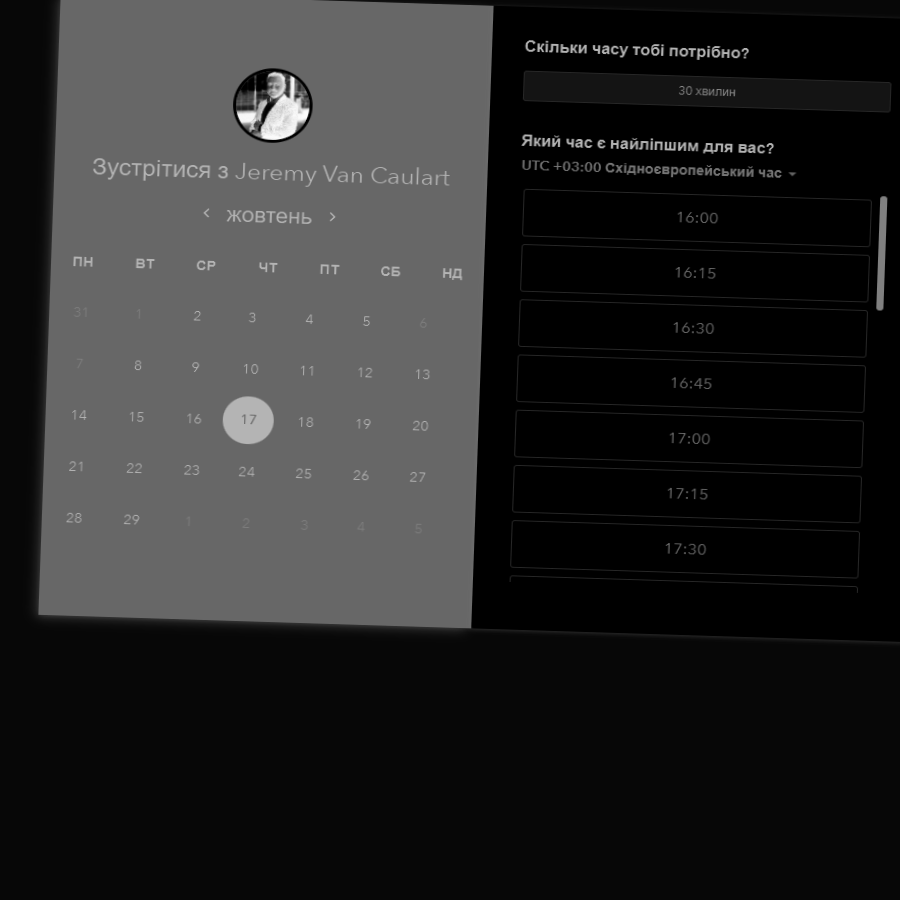 Зустрітися з Jeremy Van Caulart
жовтень
ПН ВТ СР ЧТ ПТ СБ НД
31 1 2 3 4 5 6
7 8 9 10 11 12 13
14 15 16 17 18 19 20
21 22 23 24 25 26 27
28 29 1 2 3 4 5
Скільки часу тобі потрібно?
30 хвилин
Який час є найліпшим для вас?
UTC +03:00 Східноєвропейський час
16:00
16:15
16:30
16:45
17:00
17:15
17:30